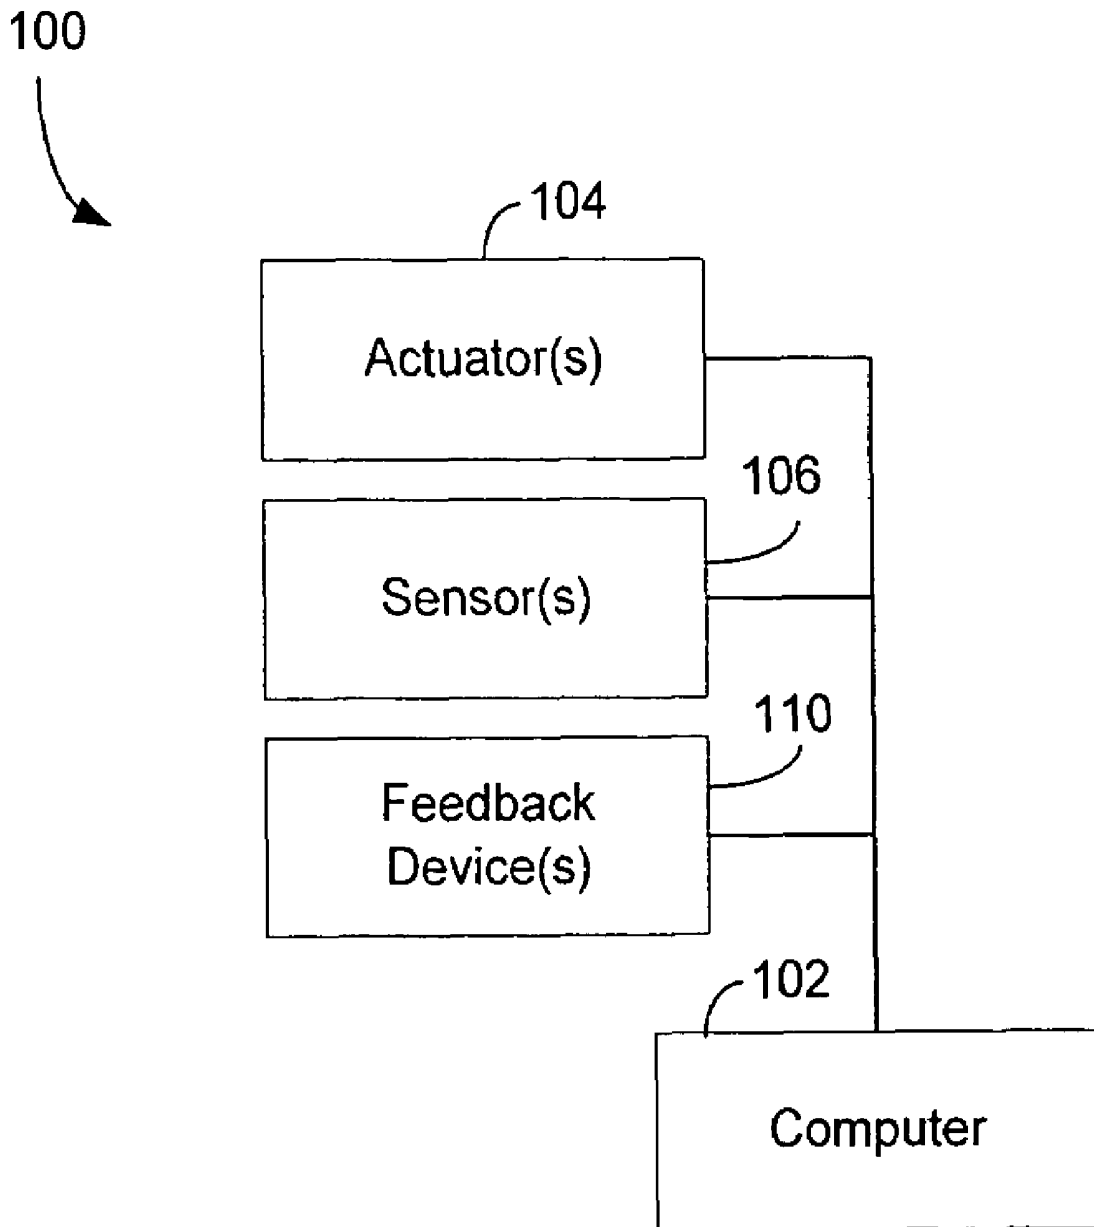 100
104
Actuator(s)
106
Sensor(s)
110
Feedback
Device(s)
102
Computer